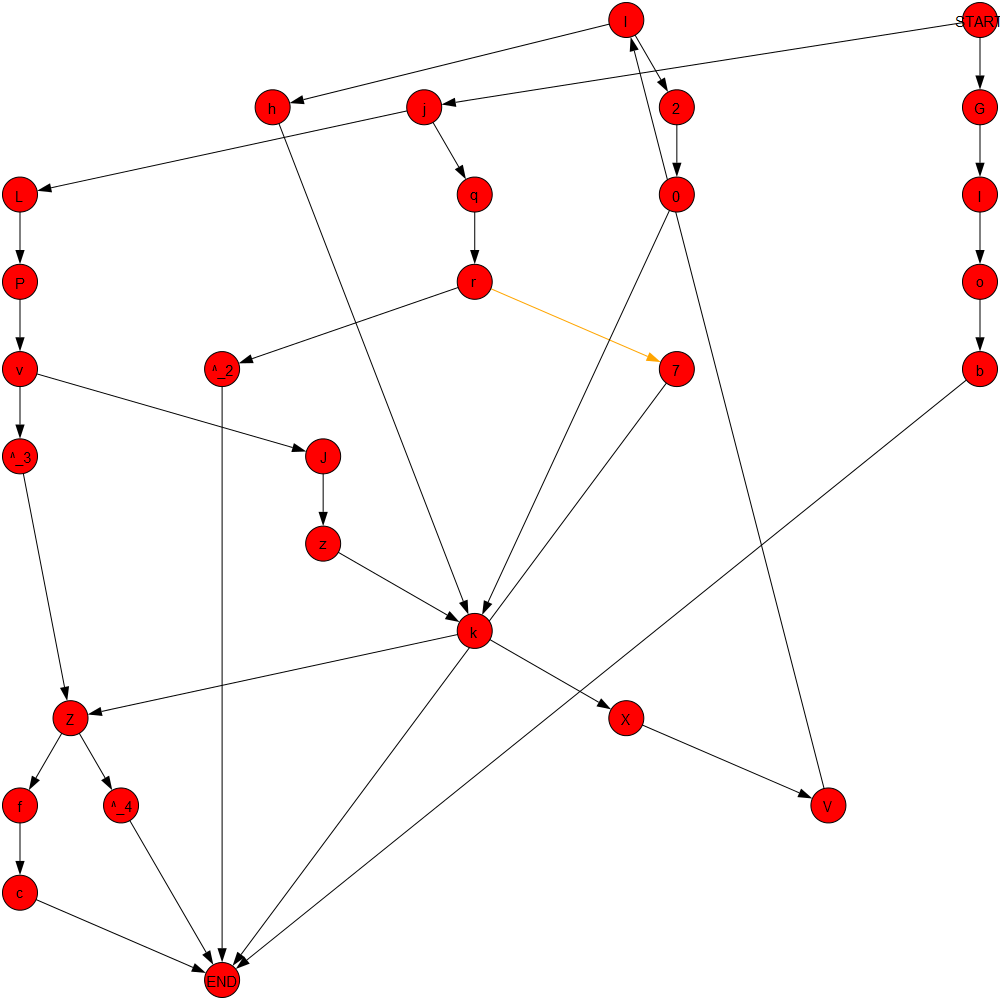 I START
h j 2 G
L q 0 l
P r o
v ^_2 7 b
^_3 J
z
k
Z X
f ^_4 V
c
END